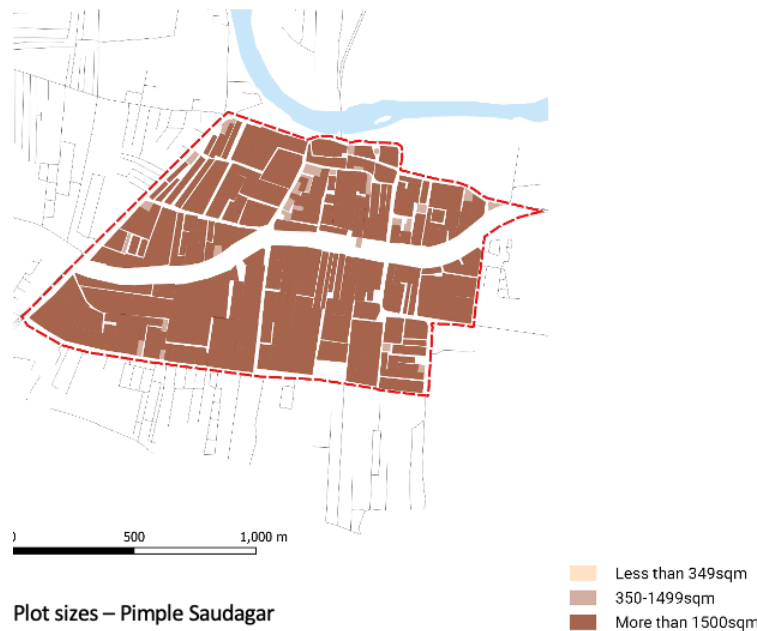 0 500 1,000 m
Plot sizes – Pimple Saudagar
Less than 349sqm
350-1499sqm
More than 1500sqm